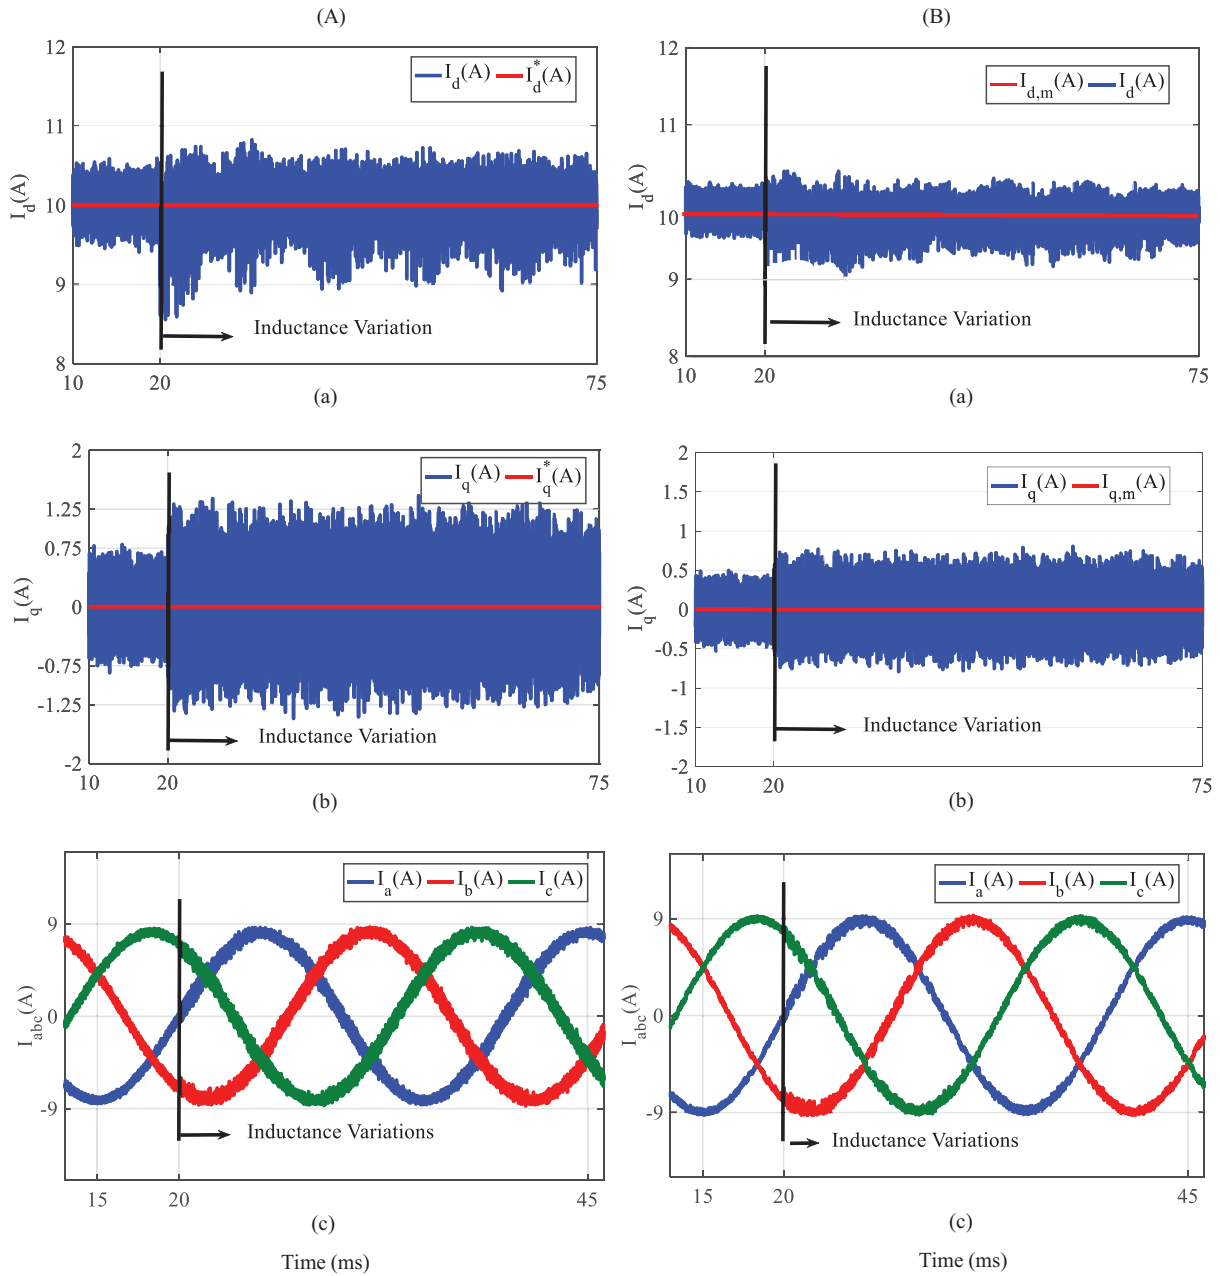 (A)
12
11
10
9
8
I_d(A)
I_d(A) I_d^*(A)
Inductance Variation
10 20 75
(a)
2
1.25
0.75
0
-0.75
-1.25
-2
I_q(A)
I_q(A) I_q^*(A)
Inductance Variation
10 20 75
(b)
9
0
-9
I_abc(A)
I_a(A) I_b(A) I_c(A)
Inductance Variations
15 20 45
(c)
Time (ms)
(B)
12
11
10
9
8
I_d(A)
I_d,m(A) I_d(A)
Inductance Variation
10 20 75
(a)
2
1.5
1
0.5
0
-0.5
-1
-1.5
-2
I_q(A)
I_q(A) I_q,m(A)
Inductance Variation
10 20 75
(b)
9
0
-9
I_abc(A)
I_a(A) I_b(A) I_c(A)
Inductance Variations
15 20 45
(c)
Time (ms)